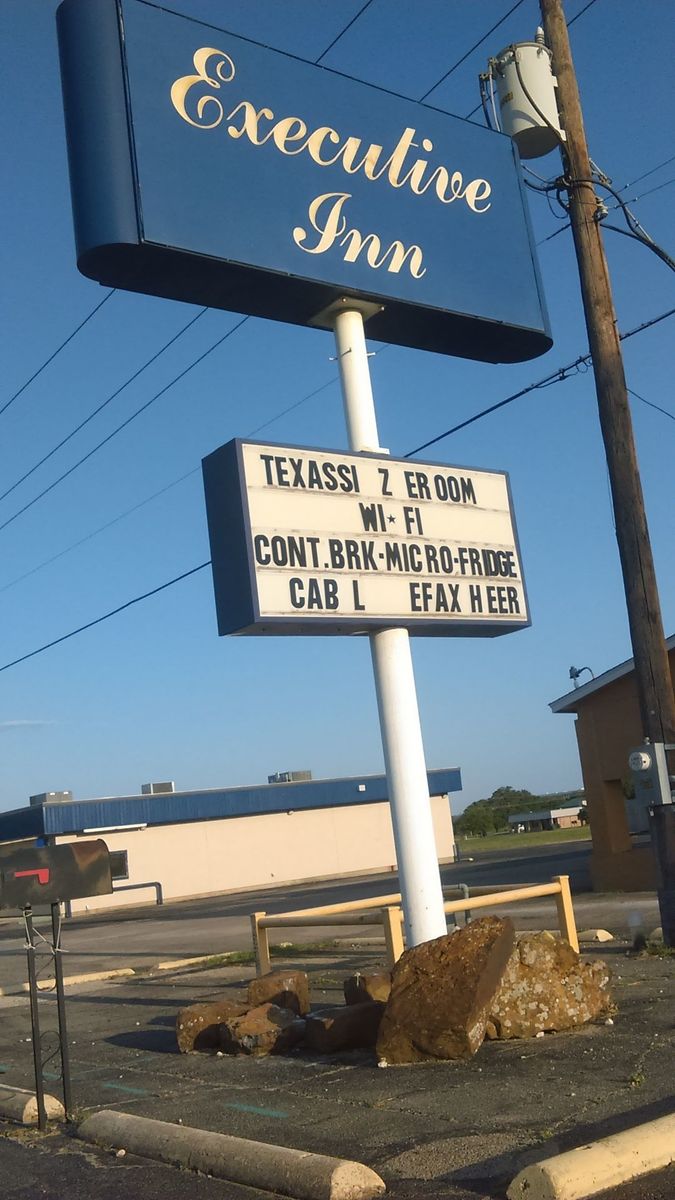 Executive
Inn
TEXASSI Z EROOM
WI★FI
CONT.BRK-MICRO-FRIDGE
CAB L EFAX HEER